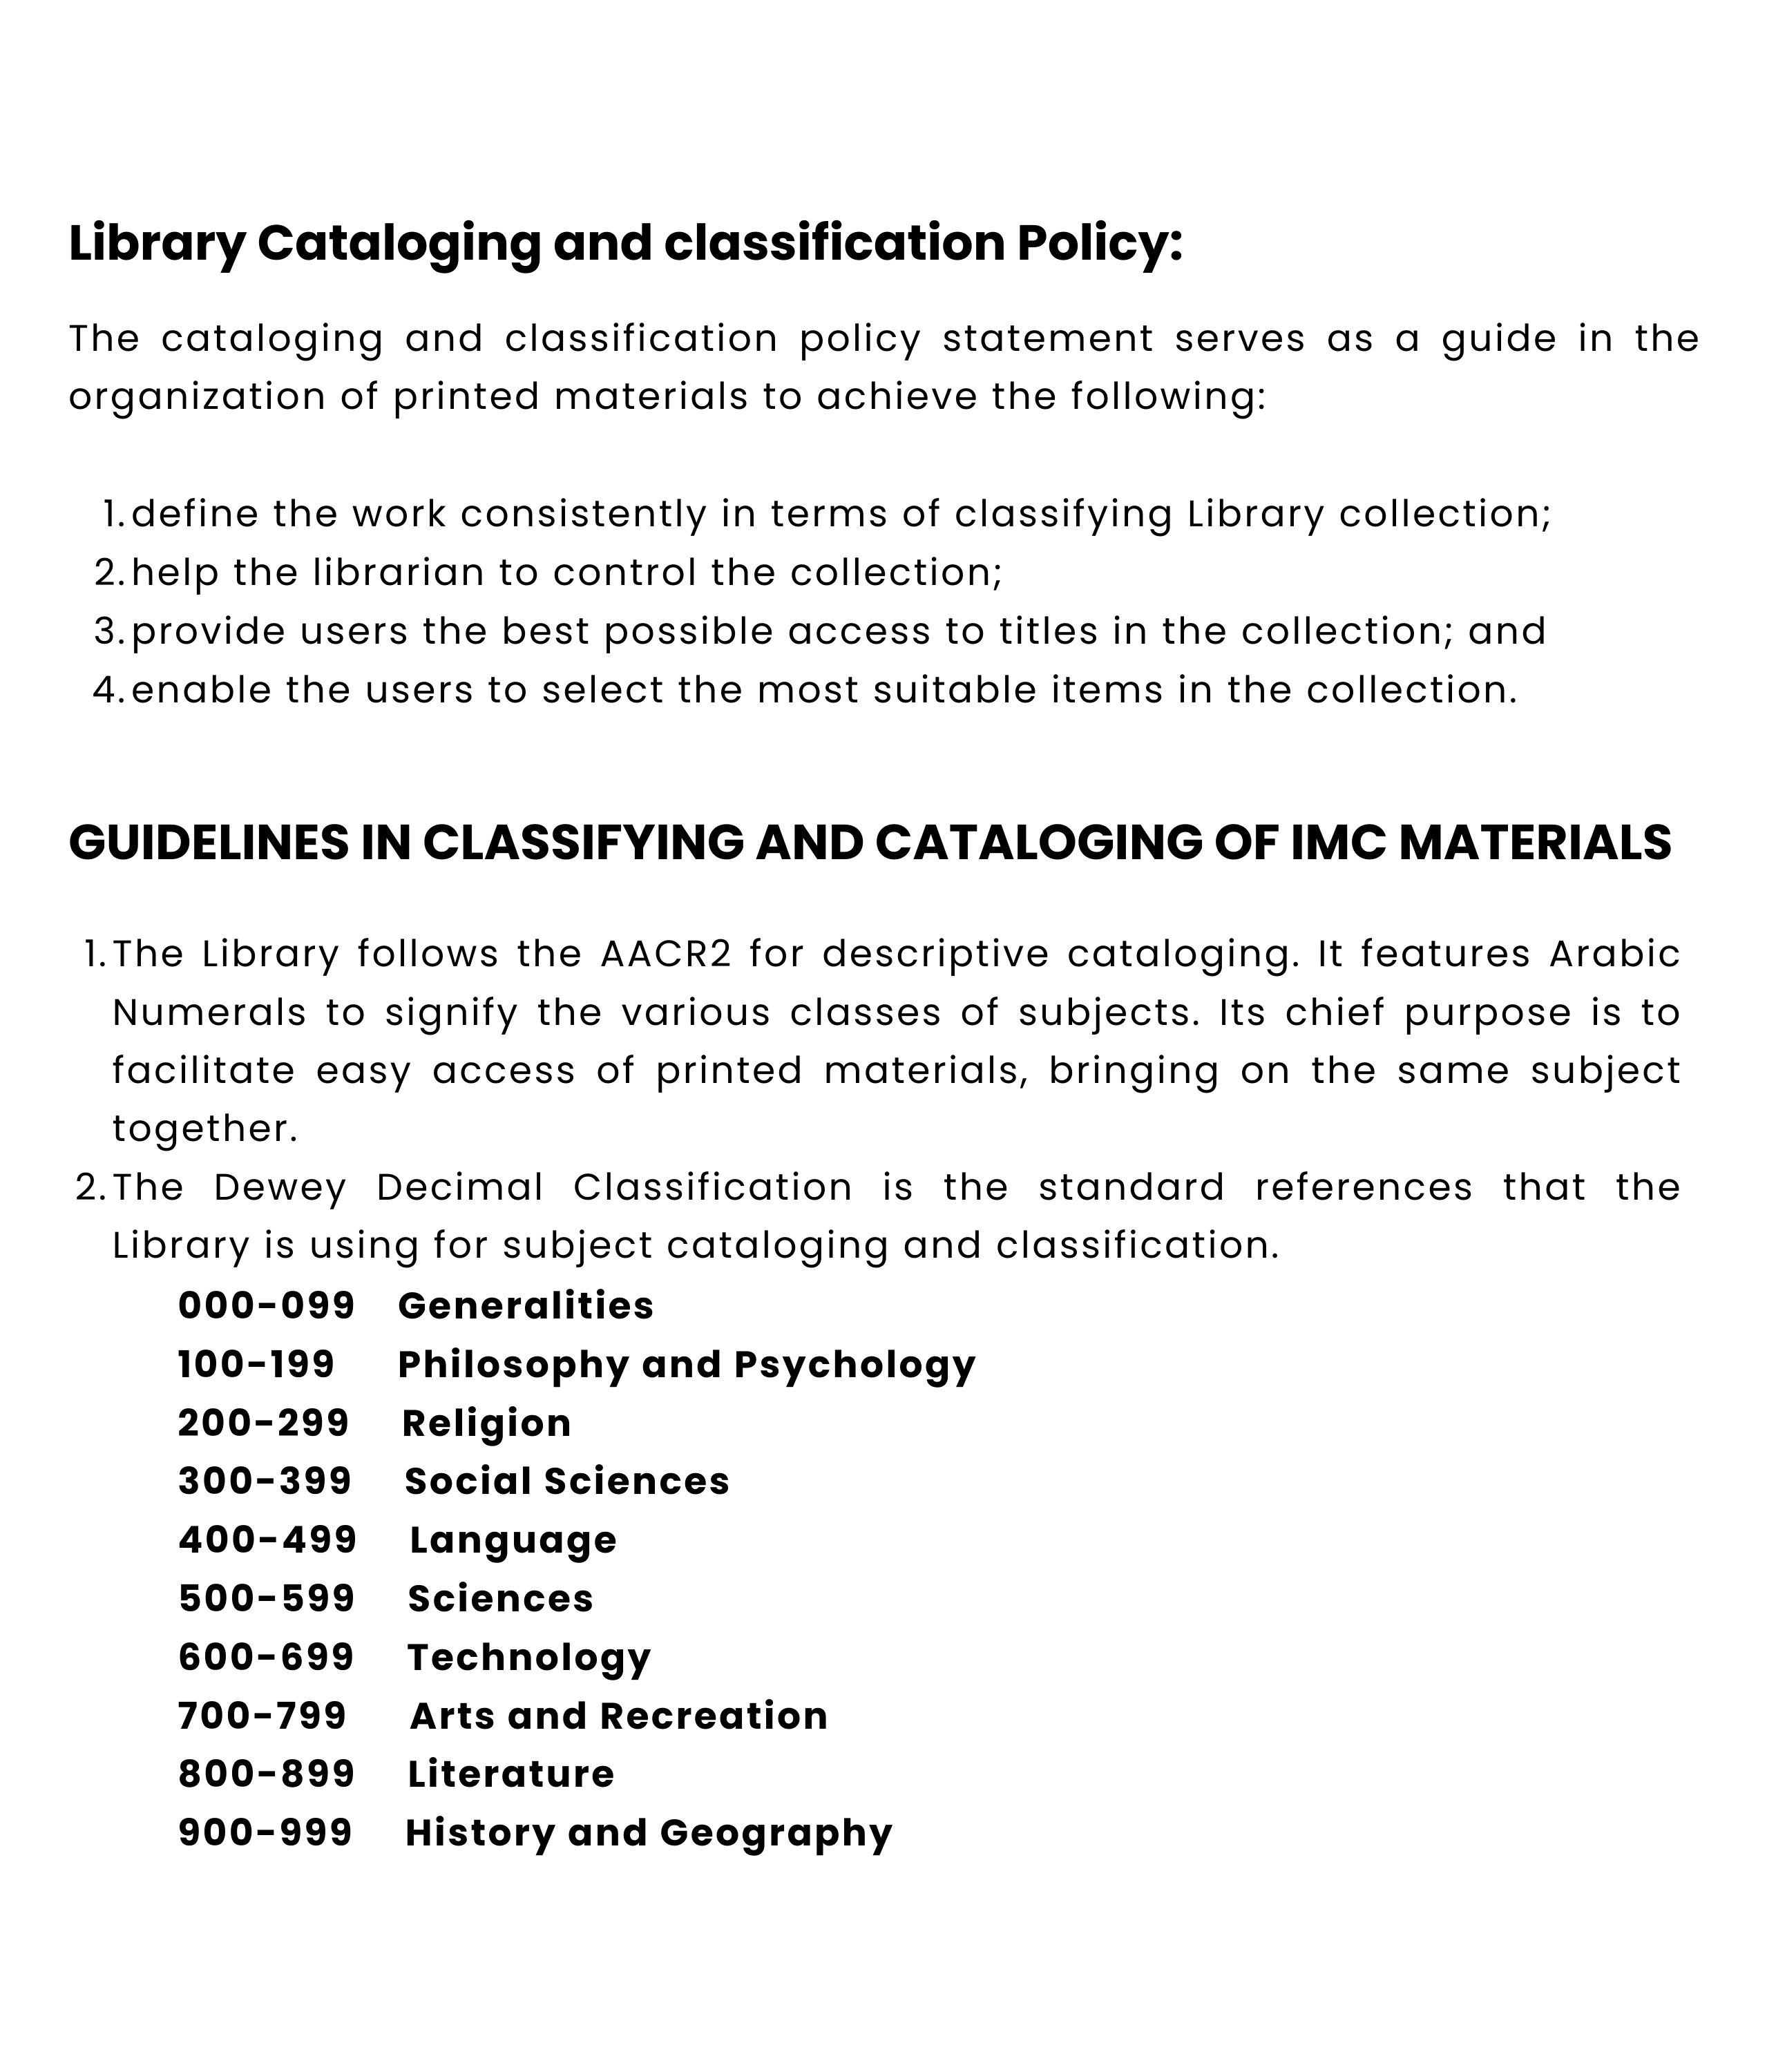 Library Cataloging and classification Policy:
The cataloging and classification policy statement serves as a guide in the
organization of printed materials to achieve the following:
1. define the work consistently in terms of classifying Library collection;
2. help the librarian to control the collection;
3. provide users the best possible access to titles in the collection; and
4. enable the users to select the most suitable items in the collection.
GUIDELINES IN CLASSIFYING AND CATALOGING OF IMC MATERIALS
1. The Library follows the AACR2 for descriptive cataloging. It features Arabic
Numerals to signify the various classes of subjects. Its chief purpose is to
facilitate easy access of printed materials, bringing on the same subject
together.
2. The Dewey Decimal Classification is the standard references that the
Library is using for subject cataloging and classification.
000-099 Generalities
100-199 Philosophy and Psychology
200-299 Religion
300-399 Social Sciences
400-499 Language
500-599 Sciences
600-699 Technology
700-799 Arts and Recreation
800-899 Literature
900-999 History and Geography